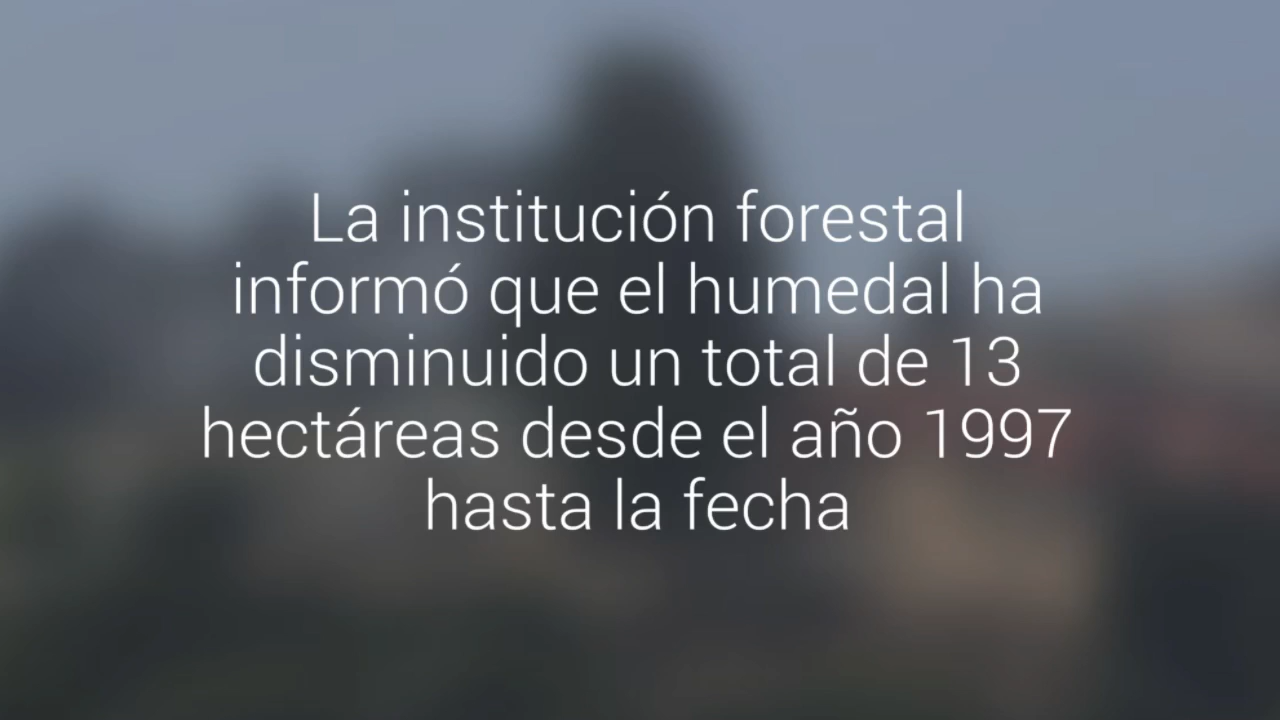 La institución forestal
informó que el humedal ha
disminuido un total de 13
hectáreas desde el año 1997
hasta la fecha